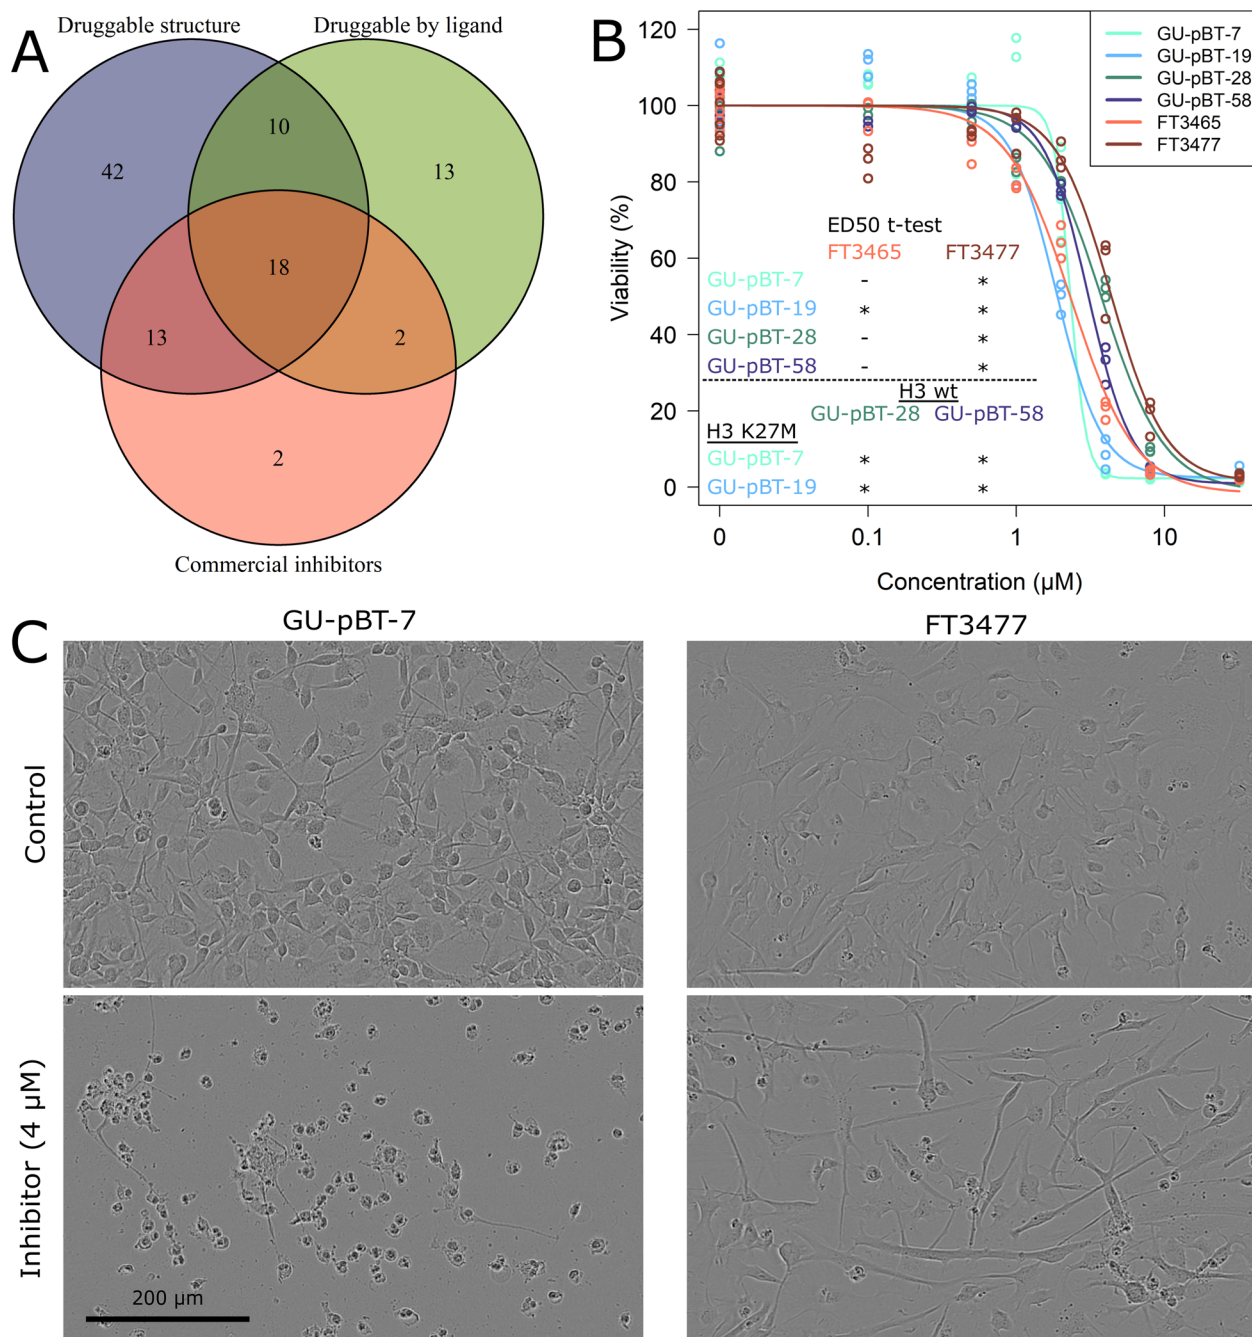 A
Druggable structure
Druggable by ligand
42
10
13
18
13
2
2
Commercial inhibitors
B
Viability (%)
120
100
80
60
40
20
0
0
0.1
1
10
Concentration (µM)
GU-pBT-7
GU-pBT-19
GU-pBT-28
GU-pBT-58
FT3465
FT3477
ED50 t-test
FT3465 FT3477
GU-pBT-7 - *
GU-pBT-19 * *
GU-pBT-28 - *
GU-pBT-58 - *
H3 wt
GU-pBT-28 GU-pBT-58
H3 K27M
GU-pBT-7 * *
GU-pBT-19 * *
C
GU-pBT-7
FT3477
Control
Inhibitor (4 µM)
200 µm